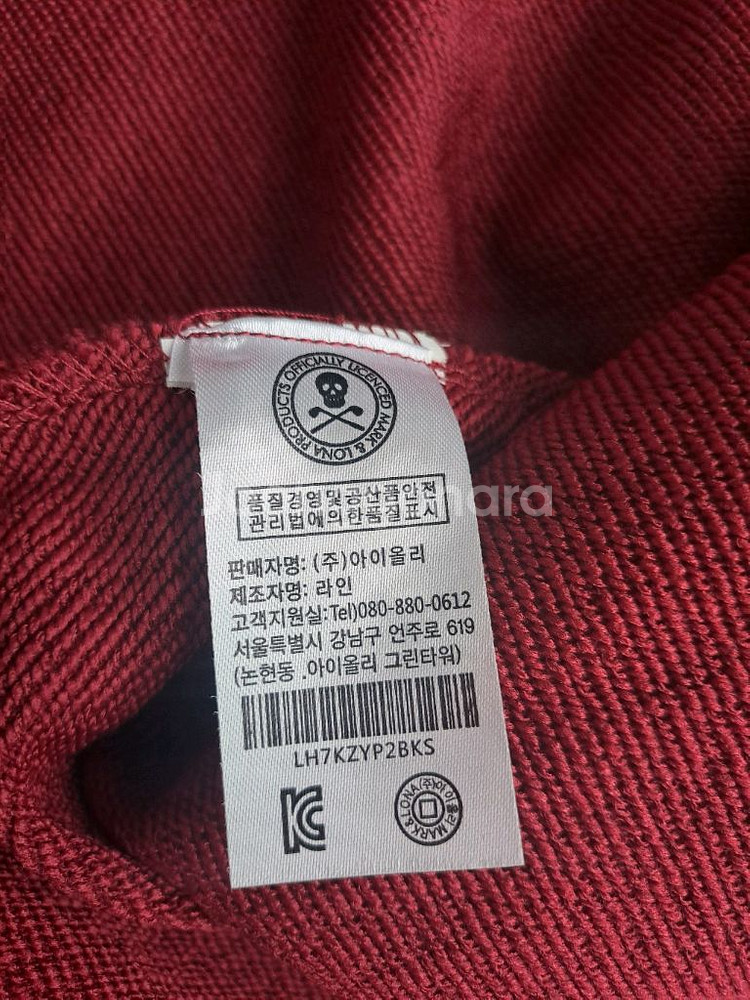 MARK & LONA PRODUCTS OFFICIALLY LICENCED
품질경영및공산품안전
관리법에의한품질표시
판매자명: (주)아이올리
제조자명: 라인
고객지원실:Tel)080-880-0612
서울특별시 강남구 언주로 619
(논현동 .아이올리 그린타워)
LH7KZYP2BKS
KC
MARK & LONA (주)아이올리